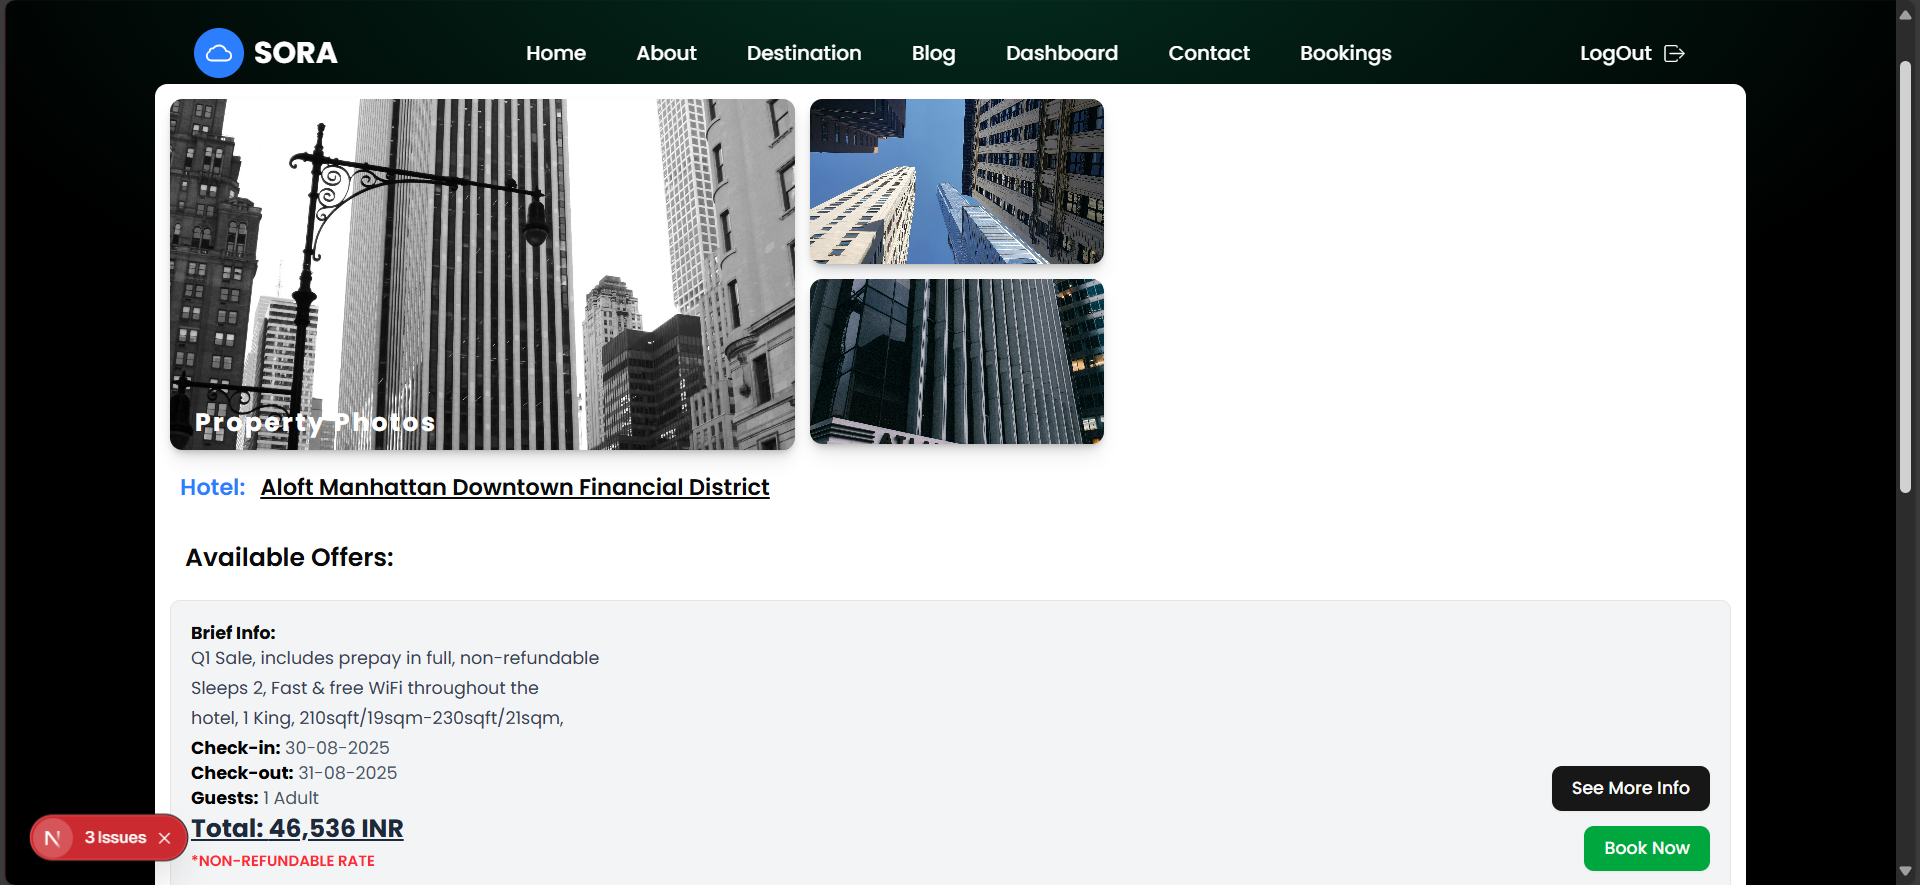 SORA
Home
About
Destination
Blog
Dashboard
Contact
Bookings
LogOut
Property Photos
Hotel: Aloft Manhattan Downtown Financial District
Available Offers:
Brief Info:
Q1 Sale, includes prepay in full, non-refundable
Sleeps 2, Fast & free WiFi throughout the
hotel, 1 King, 210sqft/19sqm-230sqft/21sqm,
Check-in: 30-08-2025
Check-out: 31-08-2025
Guests: 1 Adult
Total: 46,536 INR
*NON-REFUNDABLE RATE
See More Info
Book Now
N 3 Issues